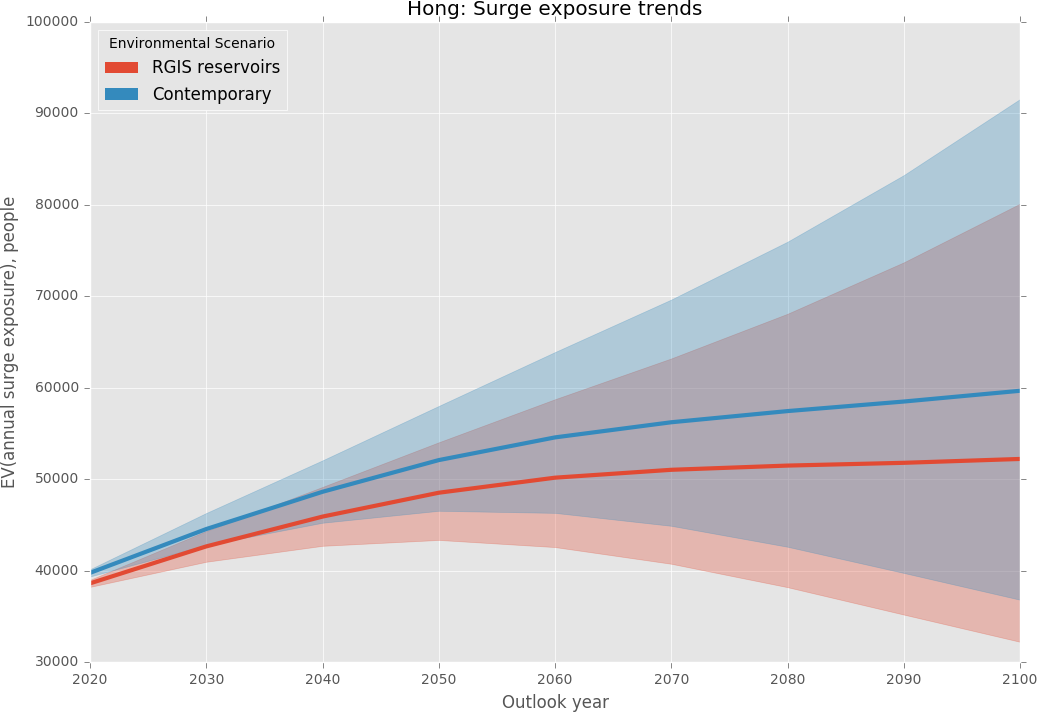 Hong: Surge exposure trends
100000
90000
80000
70000
60000
50000
40000
30000
EV(annual surge exposure), people
Environmental Scenario
RGIS reservoirs
Contemporary
2020 2030 2040 2050 2060 2070 2080 2090 2100
Outlook year